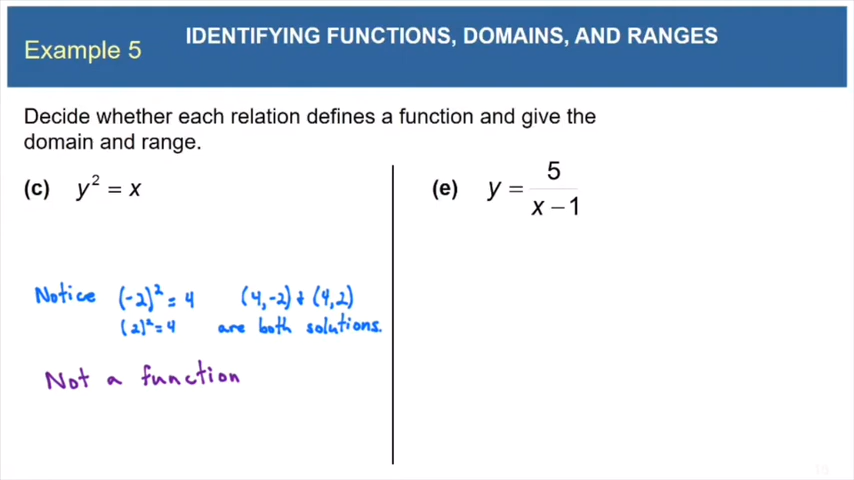 Example 5
IDENTIFYING FUNCTIONS, DOMAINS, AND RANGES
Decide whether each relation defines a function and give the
domain and range.
(c) y² = x
Notice (-2)² = 4 (4,-2) + (4,2)
(2)² = 4 are both solutions.
Not a function
(e) y = 5 / (x − 1)